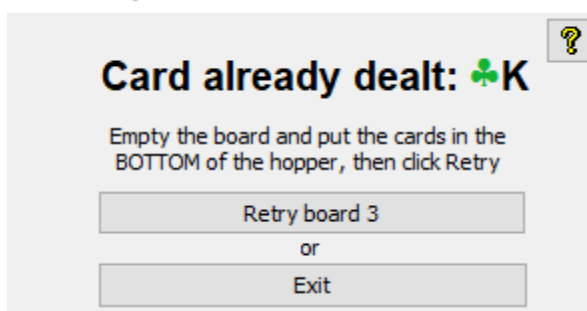 ?
Card already dealt: ♣K
Empty the board and put the cards in the
BOTTOM of the hopper, then click Retry
Retry board 3
or
Exit